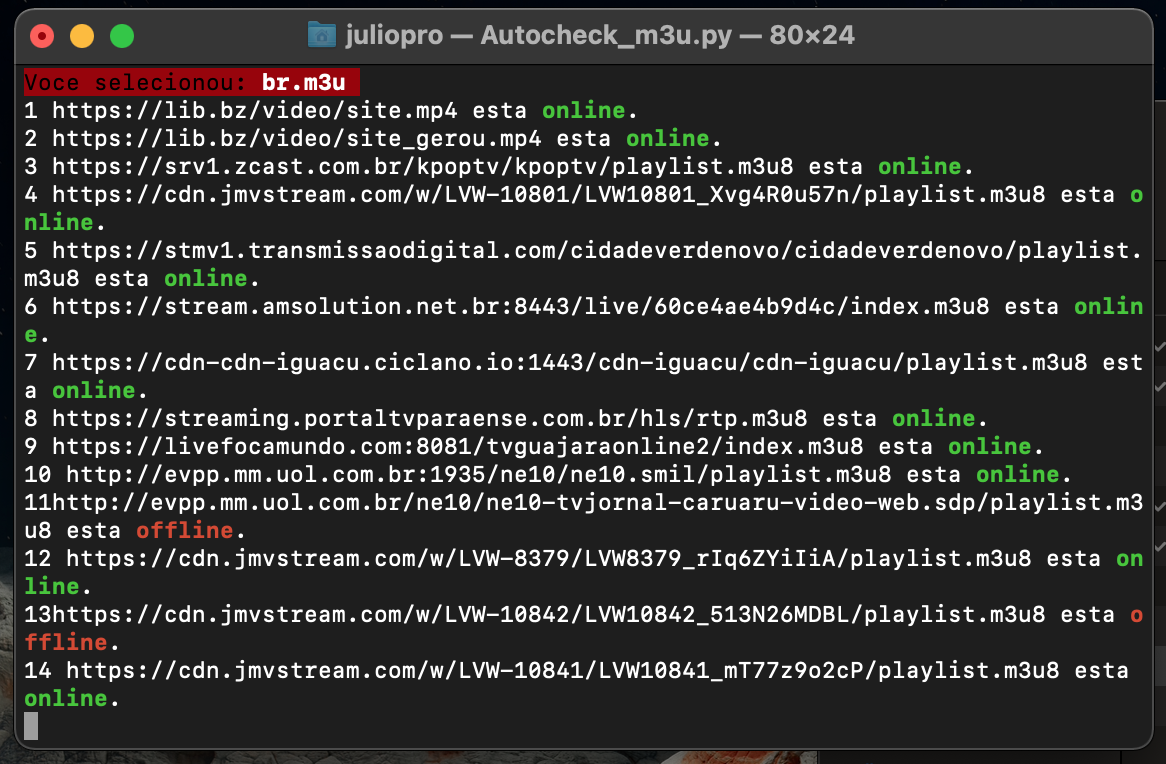 juliopro — Autocheck_m3u.py — 80×24
Voce selecionou: br.m3u
1 https://lib.bz/video/site.mp4 esta online.
2 https://lib.bz/video/site_gerou.mp4 esta online.
3 https://srv1.zcast.com.br/kpoptv/kpoptv/playlist.m3u8 esta online.
4 https://cdn.jmvstream.com/w/LVW-10801/LVW10801_Xvg4R0u57n/playlist.m3u8 esta o
nline.
5 https://stmv1.transmissaodigital.com/cidadeverdenovo/cidadeverdenovo/playlist.
m3u8 esta online.
6 https://stream.amsolution.net.br:8443/live/60ce4ae4b9d4c/index.m3u8 esta onlin
e.
7 https://cdn-cdn-iguacu.ciclano.io:1443/cdn-iguacu/cdn-iguacu/playlist.m3u8 est
a online.
8 https://streaming.portaltvparaense.com.br/hls/rtp.m3u8 esta online.
9 https://livefocamundo.com:8081/tvguajaraonline2/index.m3u8 esta online.
10 http://evpp.mm.uol.com.br:1935/ne10/ne10.smil/playlist.m3u8 esta online.
11http://evpp.mm.uol.com.br/ne10/ne10-tvjornal-caruaru-video-web.sdp/playlist.m3
u8 esta offline.
12 https://cdn.jmvstream.com/w/LVW-8379/LVW8379_rIq6ZYiIiA/playlist.m3u8 esta on
line.
13https://cdn.jmvstream.com/w/LVW-10842/LVW10842_513N26MDBL/playlist.m3u8 esta o
ffline.
14 https://cdn.jmvstream.com/w/LVW-10841/LVW10841_mT77z9o2cP/playlist.m3u8 esta
online.